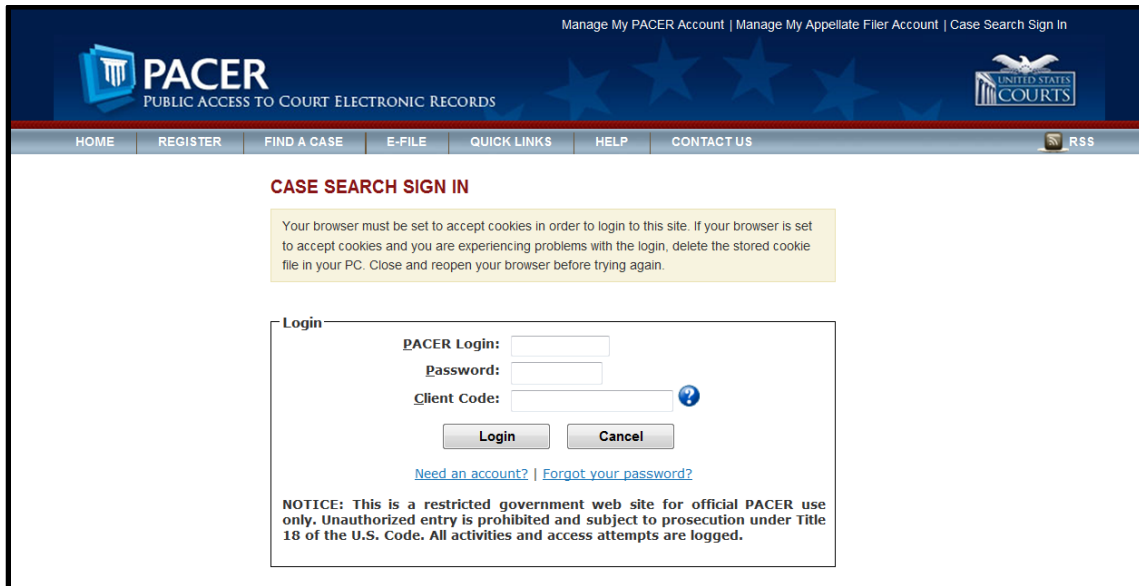 Manage My PACER Account | Manage My Appellate Filer Account | Case Search Sign In
PACER
PUBLIC ACCESS TO COURT ELECTRONIC RECORDS
UNITED STATES
COURTS
HOME REGISTER FIND A CASE E-FILE QUICK LINKS HELP CONTACT US RSS
CASE SEARCH SIGN IN
Your browser must be set to accept cookies in order to login to this site. If your browser is set
to accept cookies and you are experiencing problems with the login, delete the stored cookie
file in your PC. Close and reopen your browser before trying again.
Login
PACER Login:
Password:
Client Code:
?
Login Cancel
Need an account? | Forgot your password?
NOTICE: This is a restricted government web site for official PACER use
only. Unauthorized entry is prohibited and subject to prosecution under Title
18 of the U.S. Code. All activities and access attempts are logged.